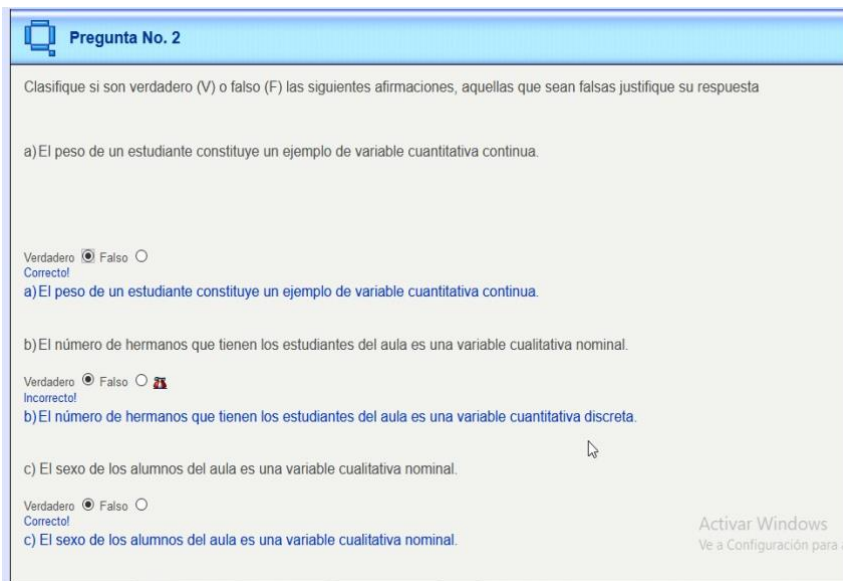 Pregunta No. 2
Clasifique si son verdadero (V) o falso (F) las siguientes afirmaciones, aquellas que sean falsas justifique su respuesta
a)El peso de un estudiante constituye un ejemplo de variable cuantitativa continua.
Verdadero Falso
Correcto!
a)El peso de un estudiante constituye un ejemplo de variable cuantitativa continua.
b)El número de hermanos que tienen los estudiantes del aula es una variable cualitativa nominal.
Verdadero Falso
Incorrecto!
b)El número de hermanos que tienen los estudiantes del aula es una variable cuantitativa discreta.
c) El sexo de los alumnos del aula es una variable cualitativa nominal.
Verdadero Falso
Correcto!
c) El sexo de los alumnos del aula es una variable cualitativa nominal.
Activar Windows
Ve a Configuración para